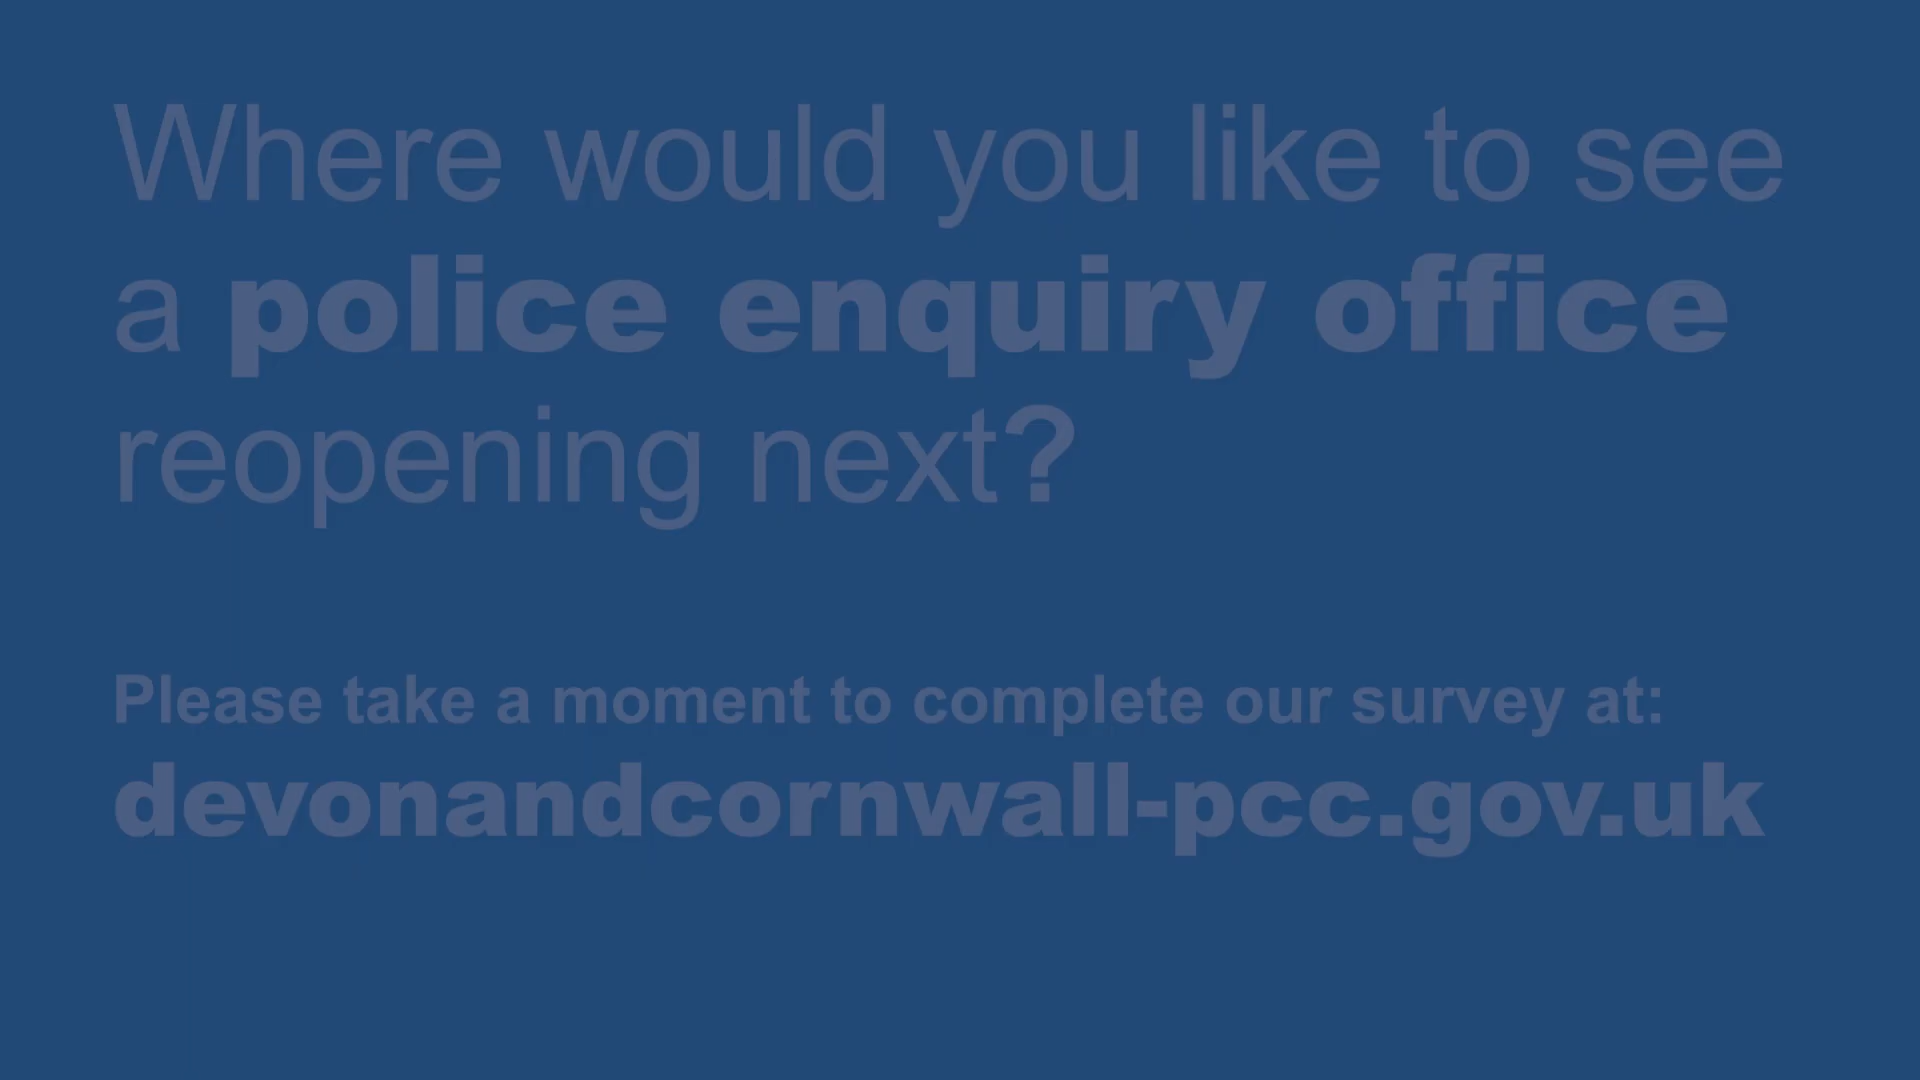 Where would you like to see
a police enquiry office
reopening next?
Please take a moment to complete our survey at:
devonandcornwall-pcc.gov.uk